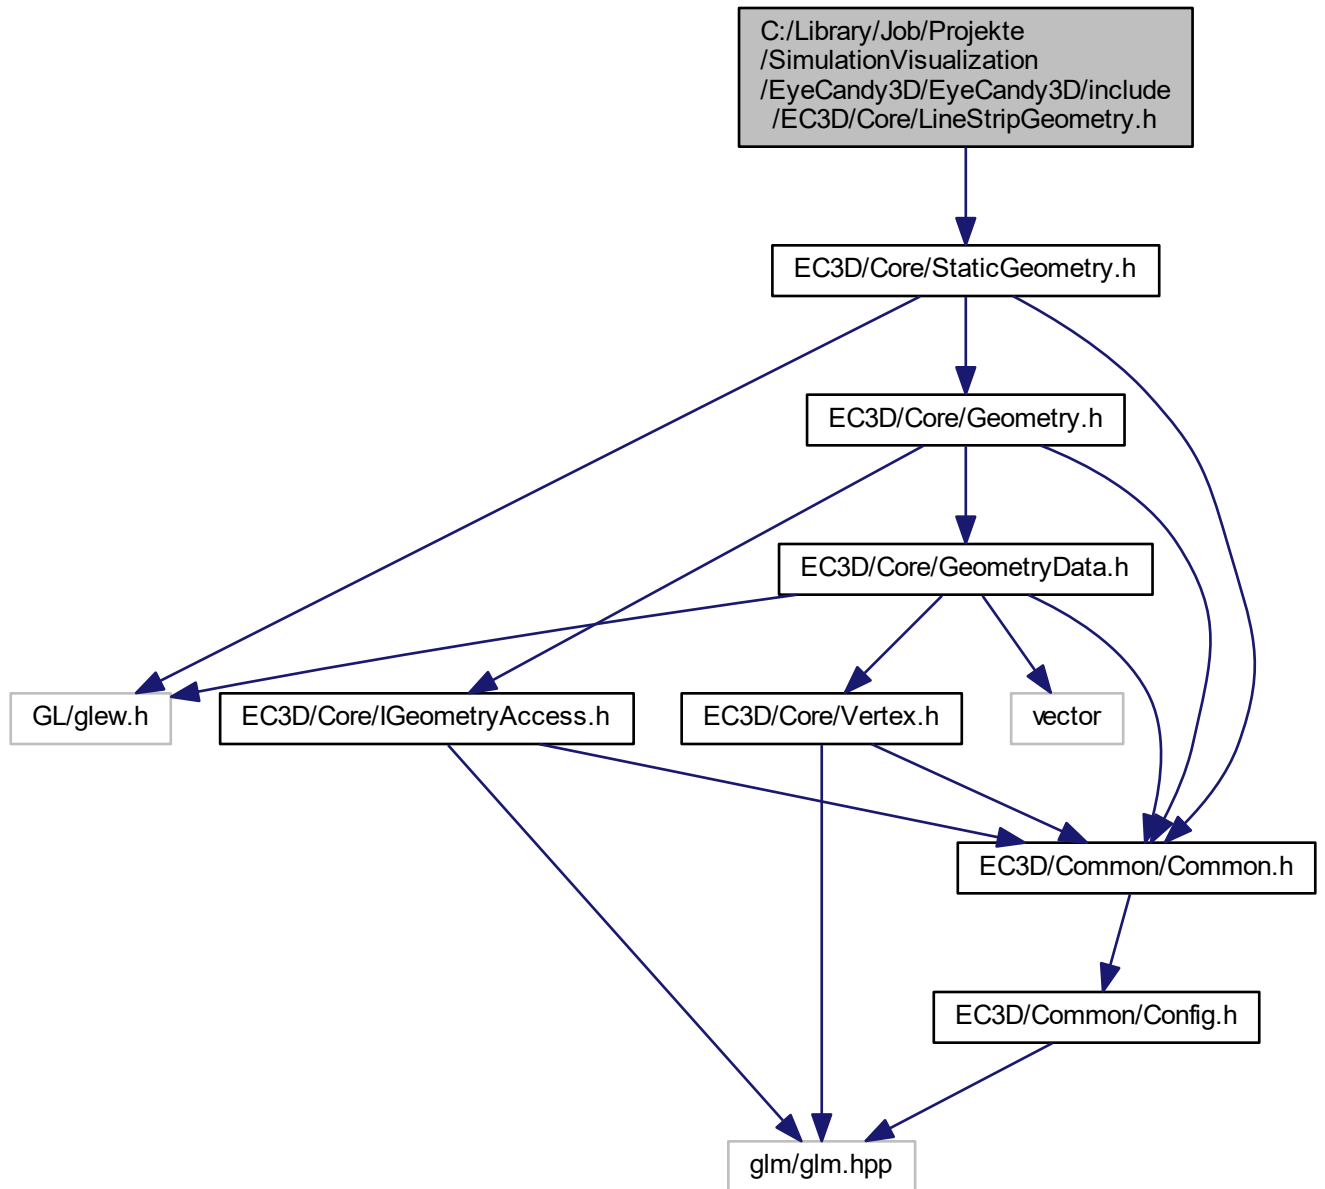 C:/Library/Job/Projekte
/SimulationVisualization
/EyeCandy3D/EyeCandy3D/include
/EC3D/Core/LineStripGeometry.h
EC3D/Core/StaticGeometry.h
EC3D/Core/Geometry.h
EC3D/Core/GeometryData.h
GL/glew.h
EC3D/Core/IGeometryAccess.h
EC3D/Core/Vertex.h
vector
EC3D/Common/Common.h
EC3D/Common/Config.h
glm/glm.hpp